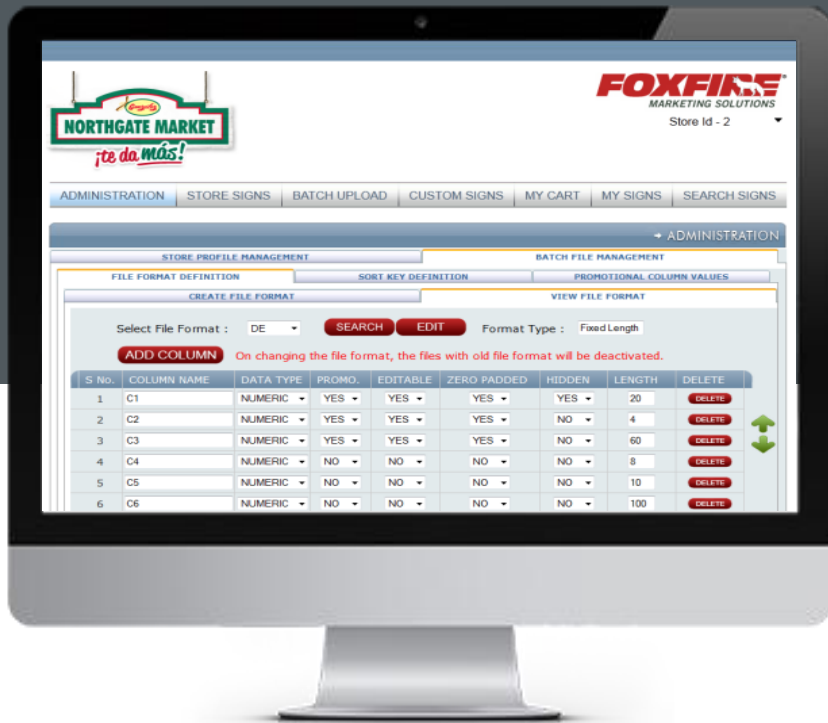 Gonzalez
NORTHGATE MARKET
¡te da más!
FOXFIRE
MARKETING SOLUTIONS
Store Id - 2
ADMINISTRATION STORE SIGNS BATCH UPLOAD CUSTOM SIGNS MY CART MY SIGNS SEARCH SIGNS
ADMINISTRATION
STORE PROFILE MANAGEMENT BATCH FILE MANAGEMENT
FILE FORMAT DEFINITION SORT KEY DEFINITION PROMOTIONAL COLUMN VALUES
CREATE FILE FORMAT VIEW FILE FORMAT
Select File Format : DE SEARCH EDIT Format Type : Fixed Length
ADD COLUMN On changing the file format, the files with old file format will be deactivated.
S No. COLUMN NAME DATA TYPE PROMO. EDITABLE ZERO PADDED HIDDEN LENGTH DELETE
1 C1 NUMERIC YES YES YES YES 20 DELETE
2 C2 NUMERIC YES YES YES NO 4 DELETE
3 C3 NUMERIC YES YES YES NO 60 DELETE
4 C4 NUMERIC NO NO NO NO 8 DELETE
5 C5 NUMERIC NO NO NO NO 10 DELETE
6 C6 NUMERIC NO NO NO NO 100 DELETE